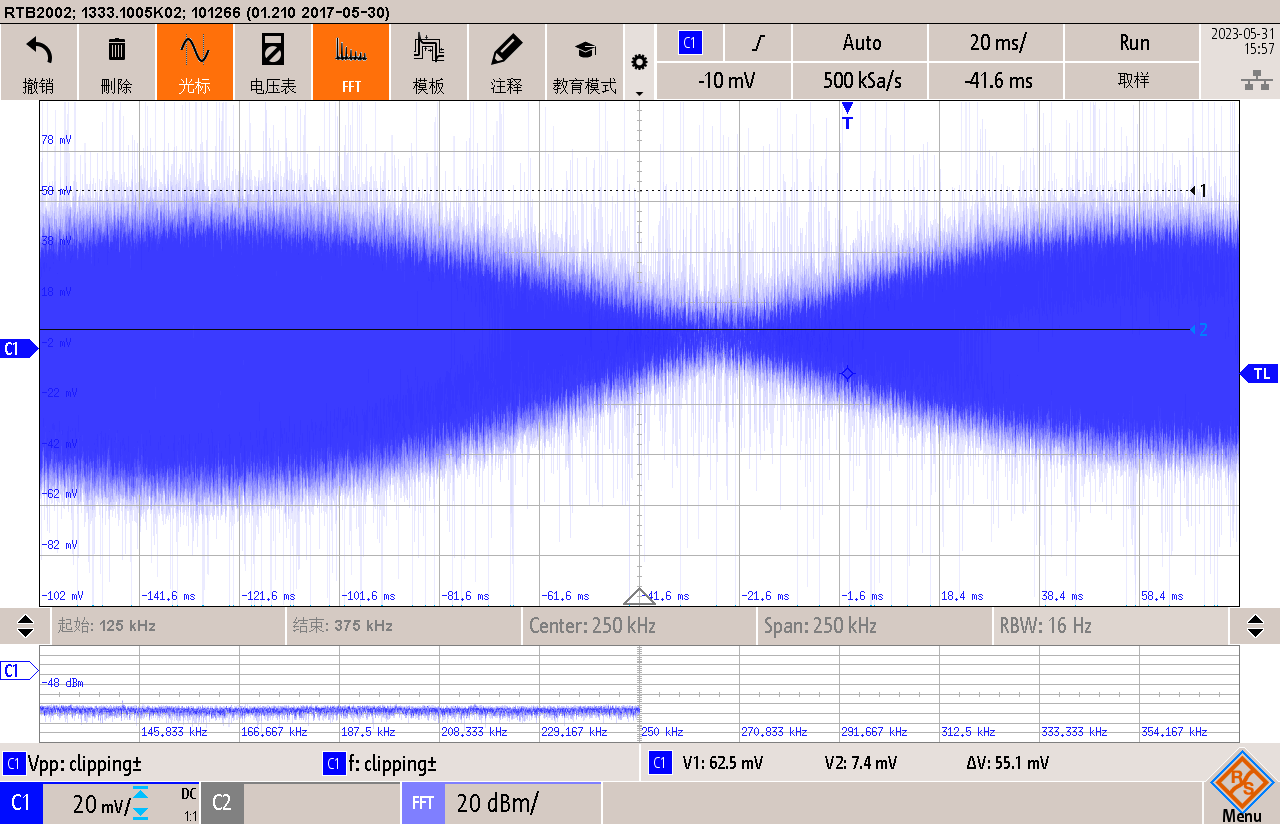 RTB2002; 1333.1005K02; 101266 (01.210 2017-05-30)
撤销 删除 光标 电压表 FFT 模板 注释 教育模式
C1 Auto 20 ms/ Run
-10 mV 500 kSa/s -41.6 ms 取样
2023-05-31
15:57
T
78 mV
58 mV
1
38 mV
18 mV
2
C1
-2 mV
TL
-22 mV
-42 mV
-62 mV
-82 mV
-102 mV -141.6 ms -121.6 ms -101.6 ms -81.6 ms -61.6 ms -41.6 ms -21.6 ms -1.6 ms 18.4 ms 38.4 ms 58.4 ms
起始: 125 kHz 结束: 375 kHz Center: 250 kHz Span: 250 kHz RBW: 16 Hz
C1
-48 dBm
145.833 kHz 166.667 kHz 187.5 kHz 208.333 kHz 229.167 kHz 250 kHz 270.833 kHz 291.667 kHz 312.5 kHz 333.333 kHz 354.167 kHz
C1 Vpp: clipping± C1 f: clipping± C1 V1: 62.5 mV V2: 7.4 mV ΔV: 55.1 mV
C1 20 mV/ DC 1:1 C2 FFT 20 dBm/
R&S
Menu